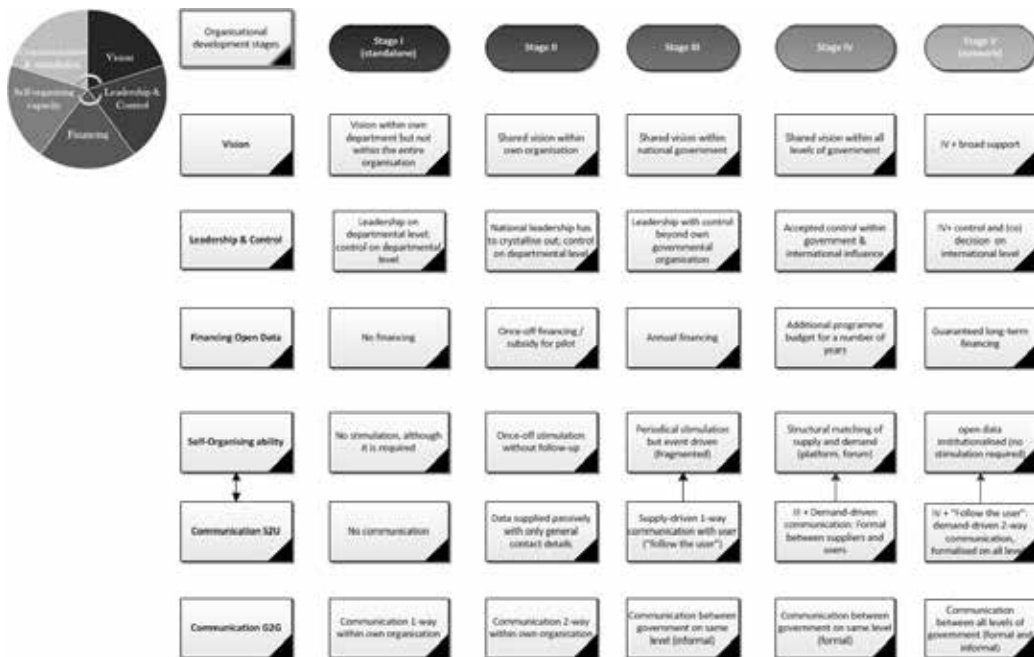 Vision
Leadership &
Control
Financing
Self-organising
capacity
Organisational
development stages
Stage I
(standalone)
Stage II
Stage III
Stage IV
Stage V
(network)
Vision
Vision within own
department but not
within the entire
organisation
Shared vision within
own organisation
Shared vision within
national government
Shared vision within all
levels of government
IV + broad support
Leadership & Control
Leadership on
departmental level;
control on departmental
level
National leadership has
to crystallise out; control
on departmental level
Leadership with control
beyond own
governmental
organisation
Accepted control within
government &
international influence
IV+ control and (co)
decision on
international level
Financing Open Data
No financing
Once-off financing /
subsidy for pilot
Annual financing
Additional programme
budget for a number of
years
Guaranteed long-term
financing
Self-Organising ability
No stimulation, although
it is required
Once-off stimulation
without follow-up
Periodical stimulation
but event driven
(fragmented)
Structural matching of
supply and demand
(platform, forum)
open data
institutionalised (no
stimulation required)
Communication S2U
No communication
Data supplied passively
with only general
contact details
Supply-driven 1-way
communication with user
("follow the user")
III + Demand-driven
communication: Formal
between suppliers and
users
IV + "Follow the user":
demand-driven 2-way
communication,
formalised on all level
Communication G2G
Communication 1-way
within own organisation
Communication 2-way
within own organisation
Communication between
government on same
level (informal)
Communication between
government on same level
(formal)
Communication
between all levels of
government (formal and
informal)